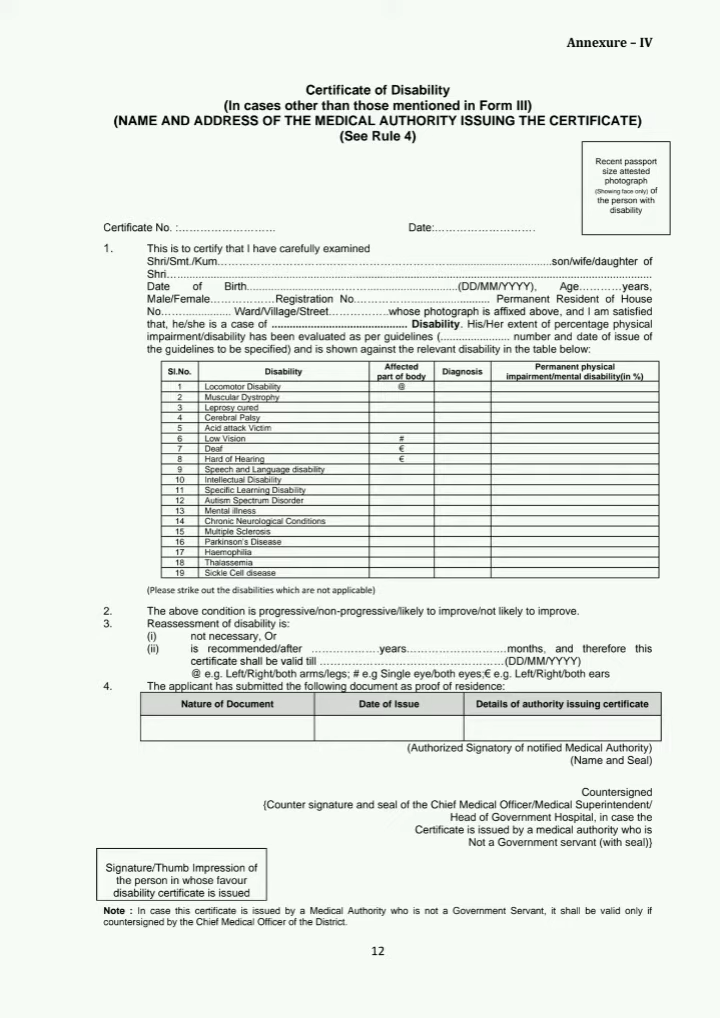 Annexure – IV
Certificate of Disability
(In cases other than those mentioned in Form III)
(NAME AND ADDRESS OF THE MEDICAL AUTHORITY ISSUING THE CERTIFICATE)
(See Rule 4)
Recent passport
size attested
photograph
(Showing face only) of
the person with
disability
Certificate No. :……………………… Date:……………………….
1. This is to certify that I have carefully examined
Shri/Smt./Kum……………………………………………………………………………...son/wife/daughter of
Shri…...............................................................................................................................................
Date of Birth..........................................................(DD/MM/YYYY), Age…………years,
Male/Female………………Registration No……………............................ Permanent Resident of House
No……................ Ward/Village/Street…………….whose photograph is affixed above, and I am satisfied
that, he/she is a case of ............................................. Disability. His/Her extent of percentage physical
impairment/disability has been evaluated as per guidelines (....................... number and date of issue of
the guidelines to be specified) and is shown against the relevant disability in the table below:
Sl.No. Disability Affected part of body Diagnosis Permanent physical impairment/mental disability(in %)
1 Locomotor Disability @
2 Muscular Dystrophy
3 Leprosy cured
4 Cerebral Palsy
5 Acid attack Victim
6 Low Vision #
7 Deaf €
8 Hard of Hearing €
9 Speech and Language disability
10 Intellectual Disability
11 Specific Learning Disability
12 Autism Spectrum Disorder
13 Mental illness
14 Chronic Neurological Conditions
15 Multiple Sclerosis
16 Parkinson's Disease
17 Haemophilia
18 Thalassemia
19 Sickle Cell disease
(Please strike out the disabilities which are not applicable)
2. The above condition is progressive/non-progressive/likely to improve/not likely to improve.
3. Reassessment of disability is:
(i) not necessary, Or
(ii) is recommended/after ……………….years………………………months, and therefore this
certificate shall be valid till ……………………………………………(DD/MM/YYYY)
@ e.g. Left/Right/both arms/legs; # e.g Single eye/both eyes;€ e.g. Left/Right/both ears
4. The applicant has submitted the following document as proof of residence:
Nature of Document Date of Issue Details of authority issuing certificate
(Authorized Signatory of notified Medical Authority)
(Name and Seal)
Countersigned
{Counter signature and seal of the Chief Medical Officer/Medical Superintendent/
Head of Government Hospital, in case the
Certificate is issued by a medical authority who is
Not a Government servant (with seal)}
Signature/Thumb Impression of
the person in whose favour
disability certificate is issued
Note : In case this certificate is issued by a Medical Authority who is not a Government Servant, it shall be valid only if
countersigned by the Chief Medical Officer of the District.
12